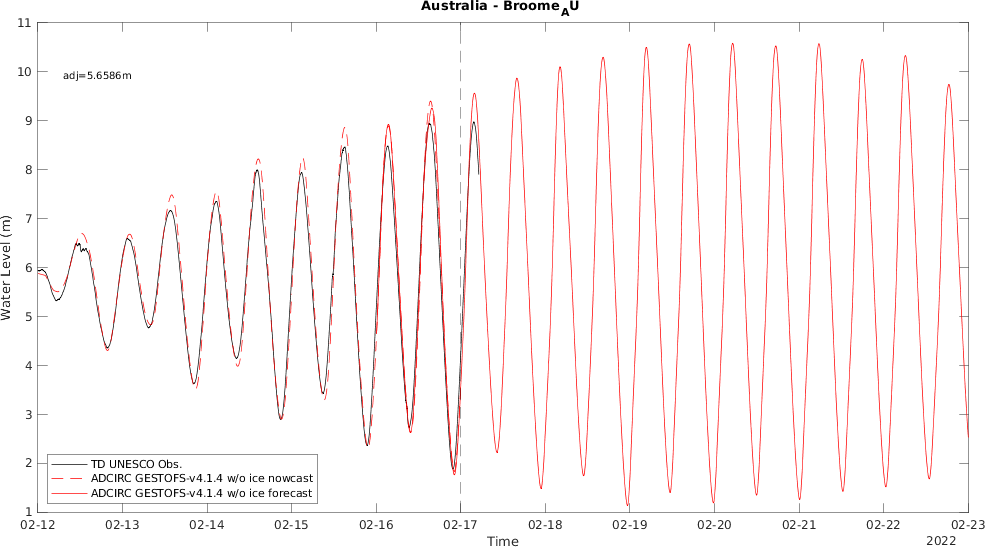 Australia - Broome_AU
11
10
9
8
7
6
5
4
3
2
1
adj=5.6586m
Water Level (m)
TD UNESCO Obs.
ADCIRC GESTOFS-v4.1.4 w/o ice nowcast
ADCIRC GESTOFS-v4.1.4 w/o ice forecast
02-12 02-13 02-14 02-15 02-16 02-17 02-18 02-19 02-20 02-21 02-22 02-23
Time
2022